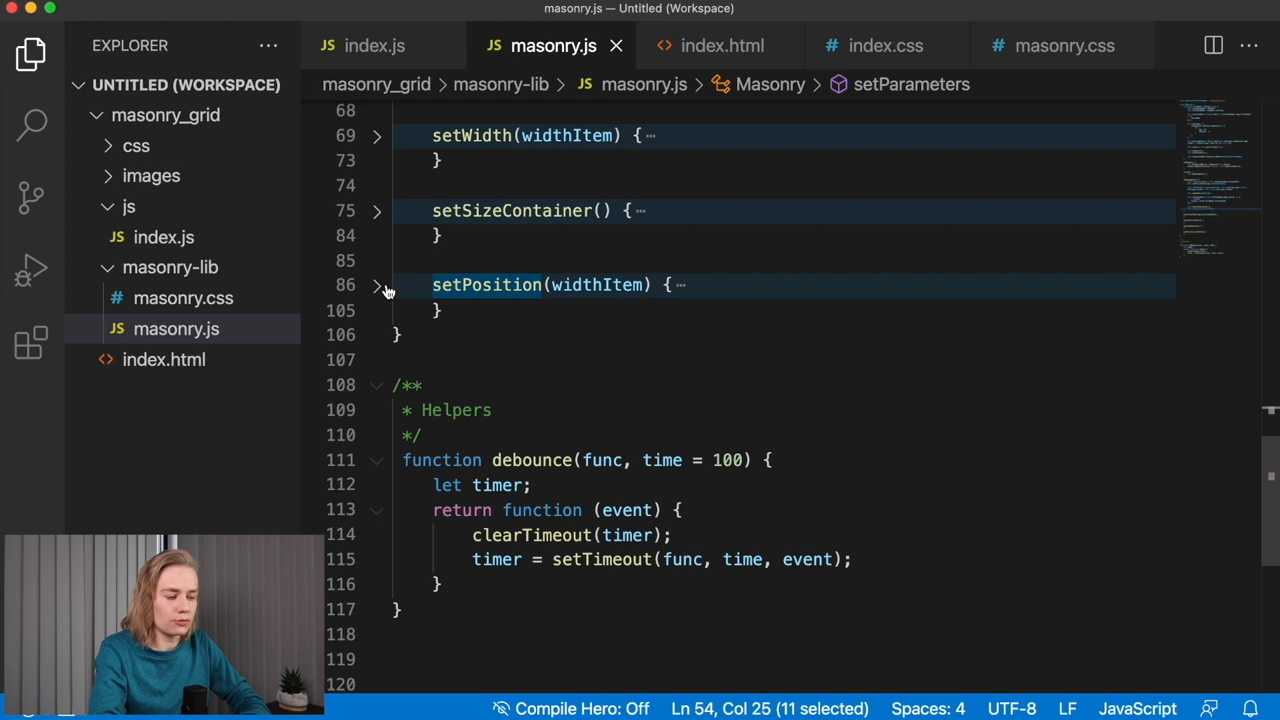 masonry.js — Untitled (Workspace)
EXPLORER
index.js
masonry.js
index.html
index.css
masonry.css
UNTITLED (WORKSPACE)
masonry_grid
css
images
js
JS index.js
masonry-lib
# masonry.css
JS masonry.js
<> index.html
masonry_grid > masonry-lib > JS masonry.js > Masonry > setParameters
68
69 setWidth(widthItem) {⋯
73 }
74
75 setSizeContainer() {⋯
84 }
85
86 setPosition(widthItem) {⋯
105 }
106 }
107
108 /**
109 * Helpers
110 */
111 function debounce(func, time = 100) {
112 let timer;
113 return function (event) {
114 clearTimeout(timer);
115 timer = setTimeout(func, time, event);
116 }
117 }
118
119
120
Compile Hero: Off Ln 54, Col 25 (11 selected) Spaces: 4 UTF-8 LF JavaScript